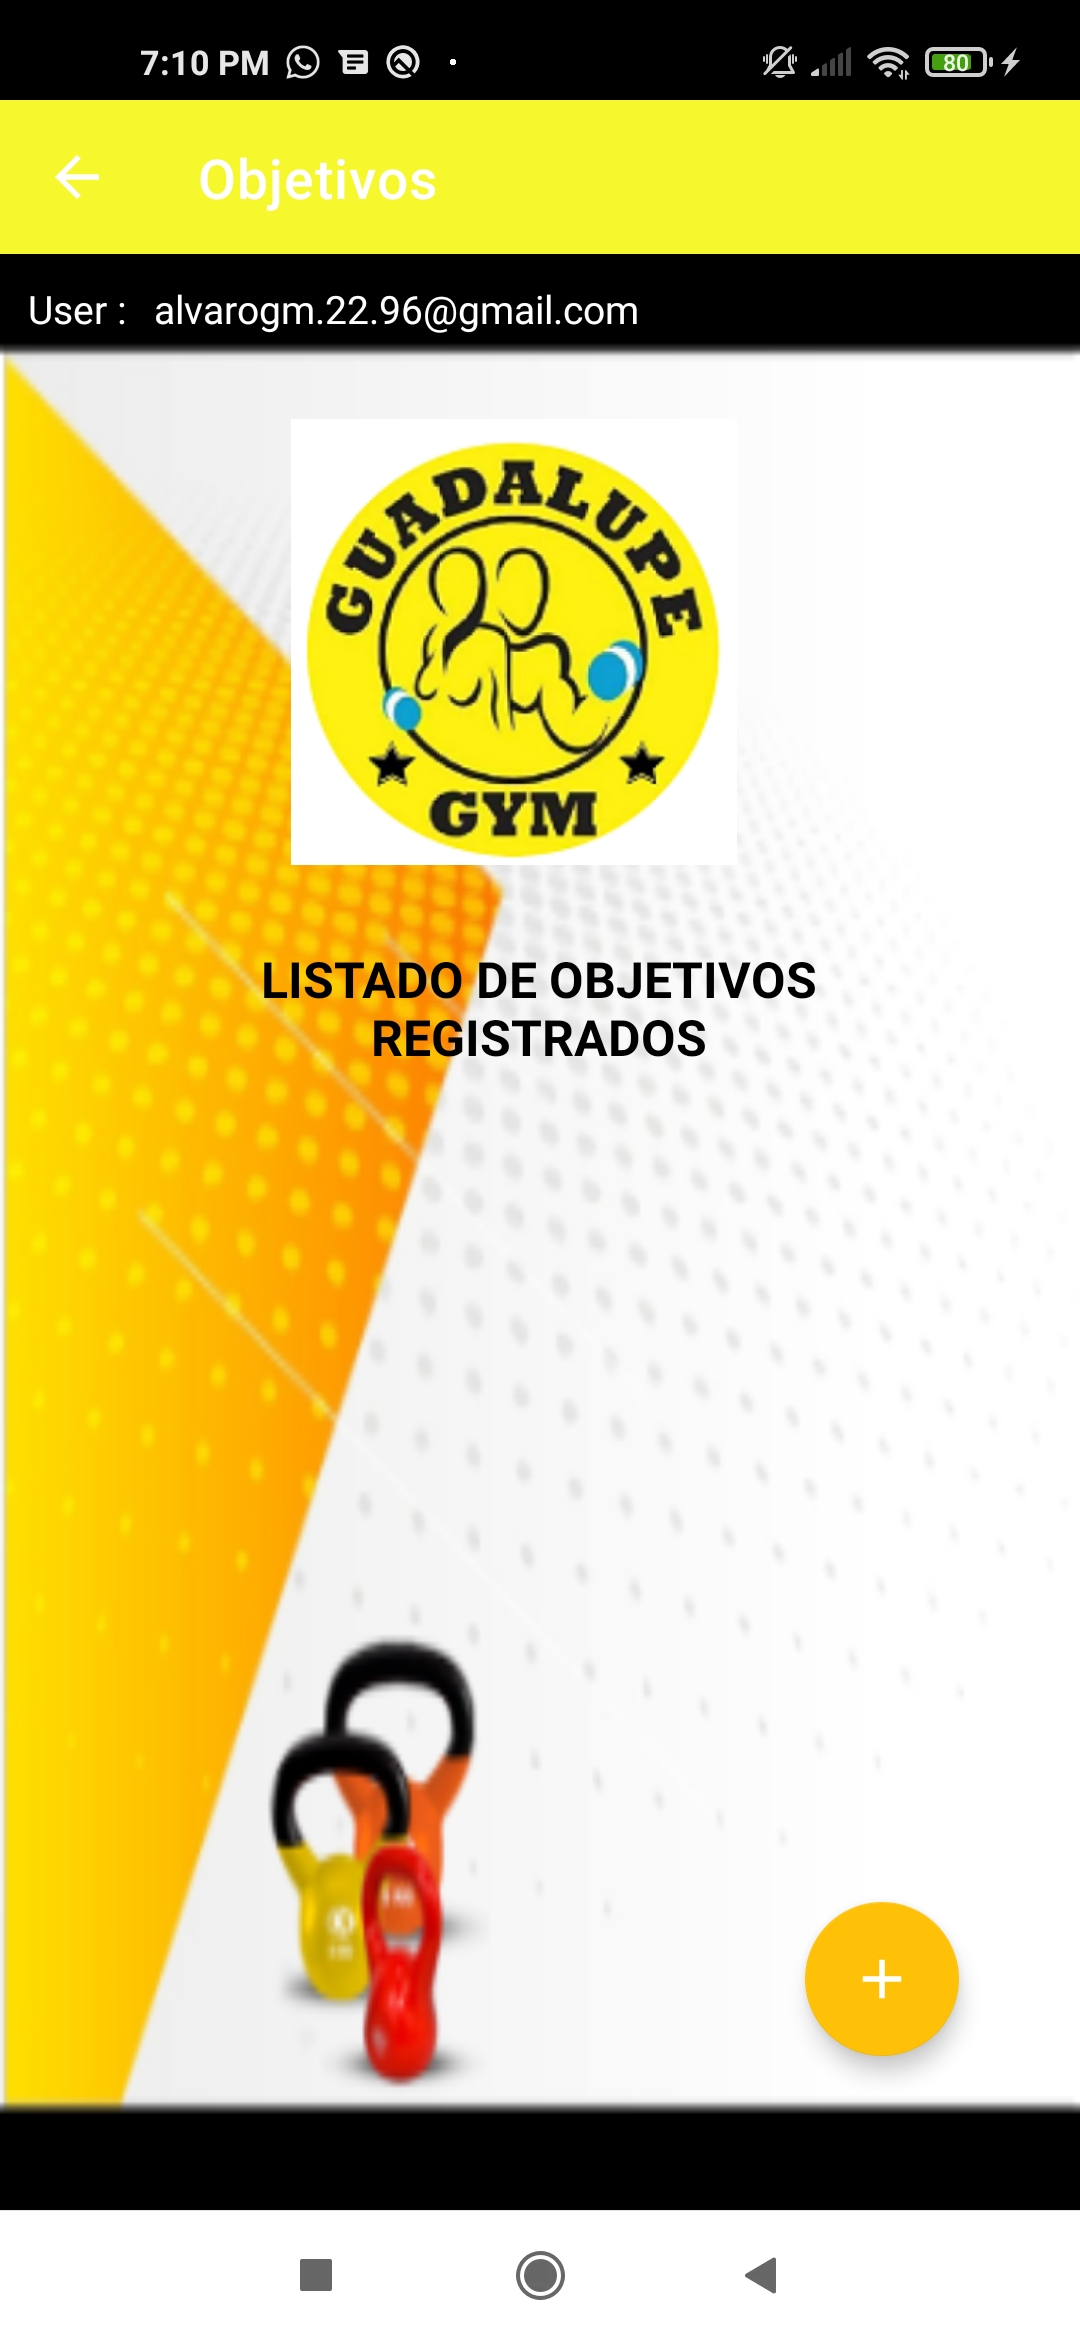 7:10 PM
80
Objetivos
User : alvarogm.22.96@gmail.com
GUADALUPE
GYM
LISTADO DE OBJETIVOS
REGISTRADOS